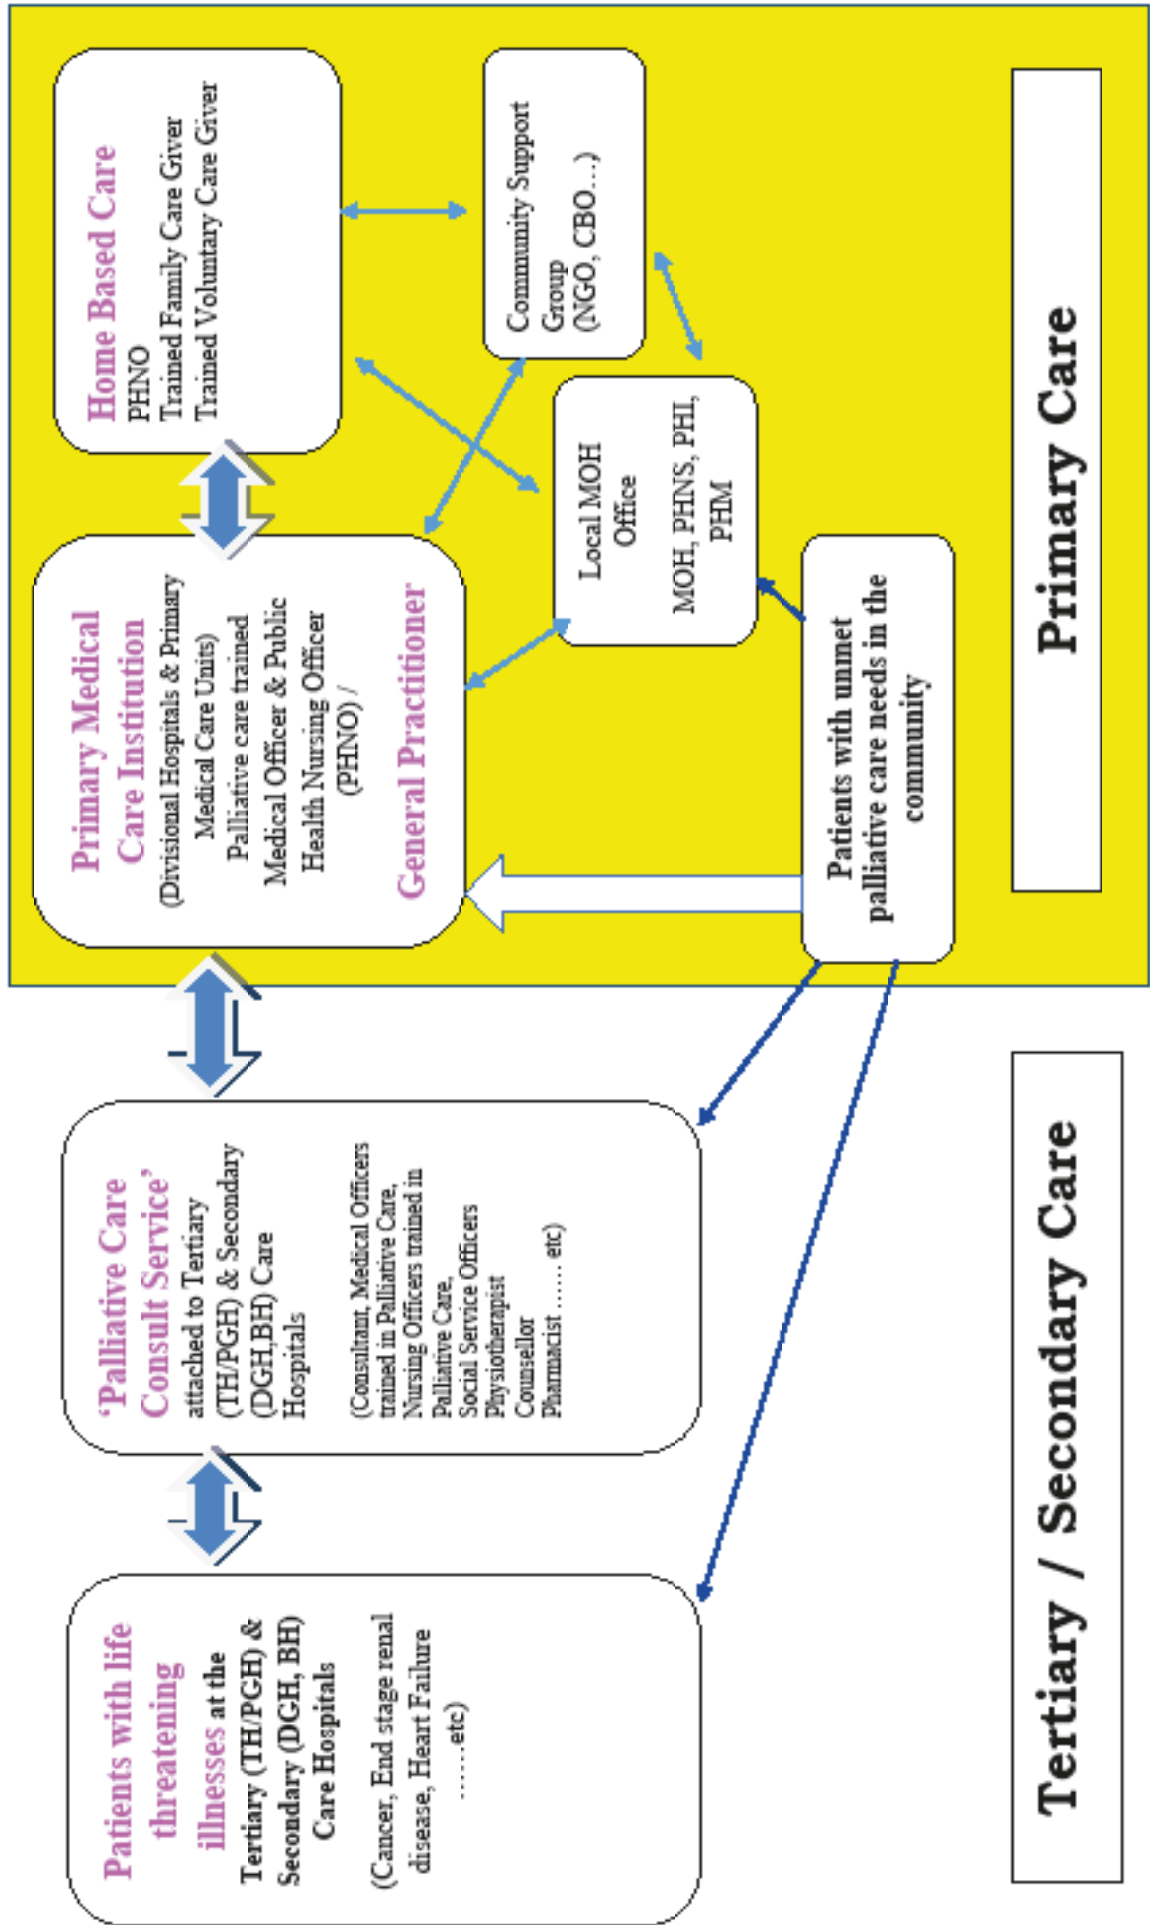 Patients with life
threatening
illnesses at the
Tertiary (TH/PGH) &
Secondary (DGH, BH)
Care Hospitals
(Cancer, End stage renal
disease, Heart Failure
……etc)
‘Palliative Care
Consult Service’
attached to Tertiary
(TH/PGH) & Secondary
(DGH,BH) Care
Hospitals
(Consultant, Medical Officers
trained in Palliative Care,
Nursing Officers trained in
Palliative Care,
Social Service Officers
Physiotherapist
Counsellor
Pharmacist …… etc)
Primary Medical
Care Institution
(Divisional Hospitals & Primary
Medical Care Units)
Palliative care trained
Medical Officer & Public
Health Nursing Officer
(PHNO) /
General Practitioner
Home Based Care
PHNO
Trained Family Care Giver
Trained Voluntary Care Giver
Community Support
Group
(NGO, CBO…)
Local MOH
Office
MOH, PHNS, PHI,
PHM
Patients with unmet
palliative care needs in the
community
Tertiary / Secondary Care
Primary Care